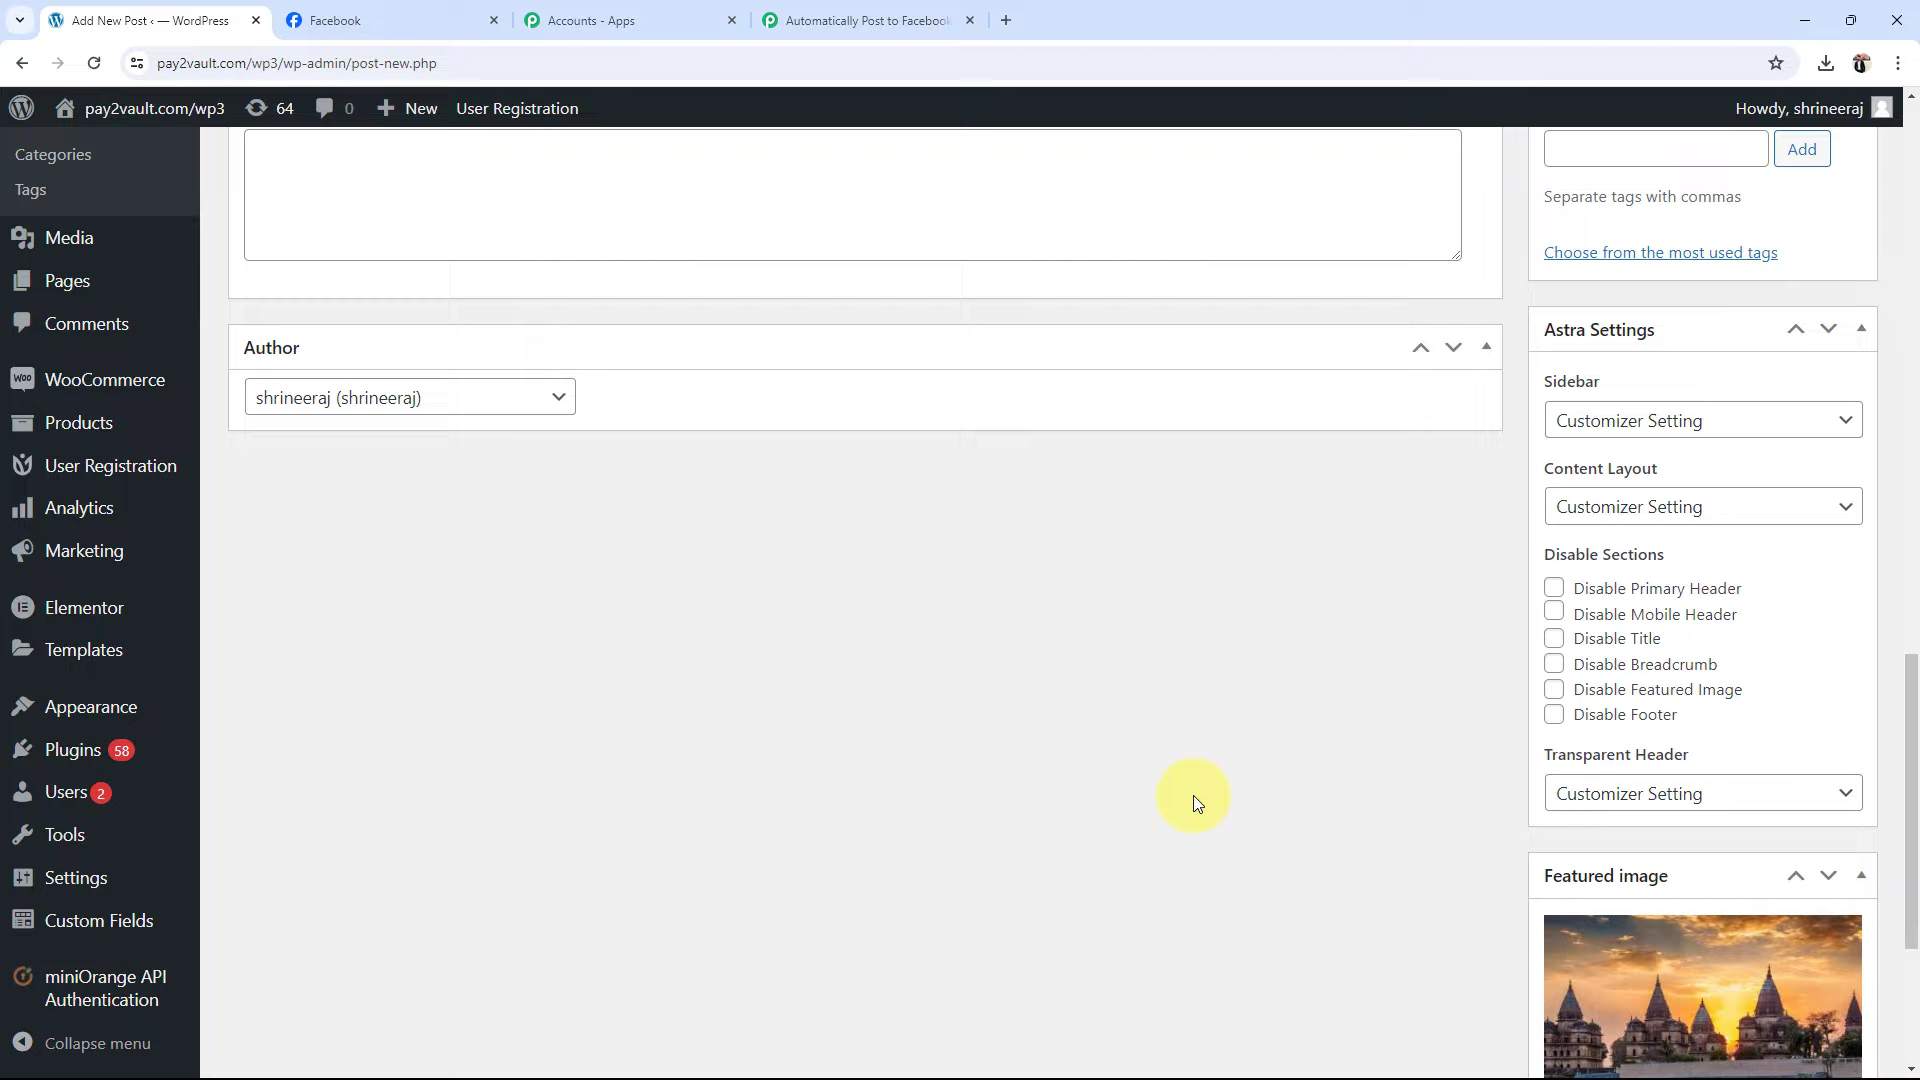 Add New Post ‹ — WordPress
Facebook
Accounts - Apps
Automatically Post to Facebook
pay2vault.com/wp3/wp-admin/post-new.php
pay2vault.com/wp3
64
0
New
User Registration
Howdy, shrineeraj
Categories
Tags
Media
Pages
Comments
WooCommerce
Products
User Registration
Analytics
Marketing
Elementor
Templates
Appearance
Plugins 58
Users 2
Tools
Settings
Custom Fields
miniOrange API
Authentication
Collapse menu
Author
shrineeraj (shrineeraj)
Add
Separate tags with commas
Choose from the most used tags
Astra Settings
Sidebar
Customizer Setting
Content Layout
Customizer Setting
Disable Sections
Disable Primary Header
Disable Mobile Header
Disable Title
Disable Breadcrumb
Disable Featured Image
Disable Footer
Transparent Header
Customizer Setting
Featured image